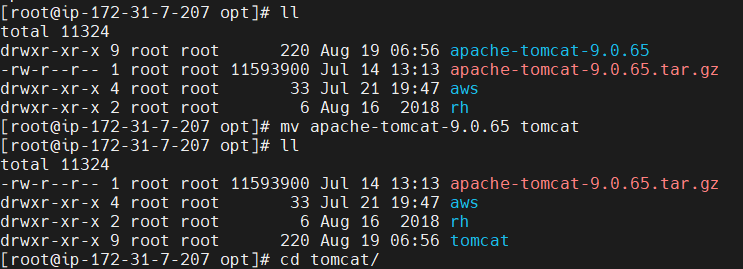 [root@ip-172-31-7-207 opt]# ll
total 11324
drwxr-xr-x 9 root root      220 Aug 19 06:56 apache-tomcat-9.0.65
-rw-r--r-- 1 root root 11593900 Jul 14 13:13 apache-tomcat-9.0.65.tar.gz
drwxr-xr-x 4 root root       33 Jul 21 19:47 aws
drwxr-xr-x 2 root root        6 Aug 16  2018 rh
[root@ip-172-31-7-207 opt]# mv apache-tomcat-9.0.65 tomcat
[root@ip-172-31-7-207 opt]# ll
total 11324
-rw-r--r-- 1 root root 11593900 Jul 14 13:13 apache-tomcat-9.0.65.tar.gz
drwxr-xr-x 4 root root       33 Jul 21 19:47 aws
drwxr-xr-x 2 root root        6 Aug 16  2018 rh
drwxr-xr-x 9 root root      220 Aug 19 06:56 tomcat
[root@ip-172-31-7-207 opt]# cd tomcat/